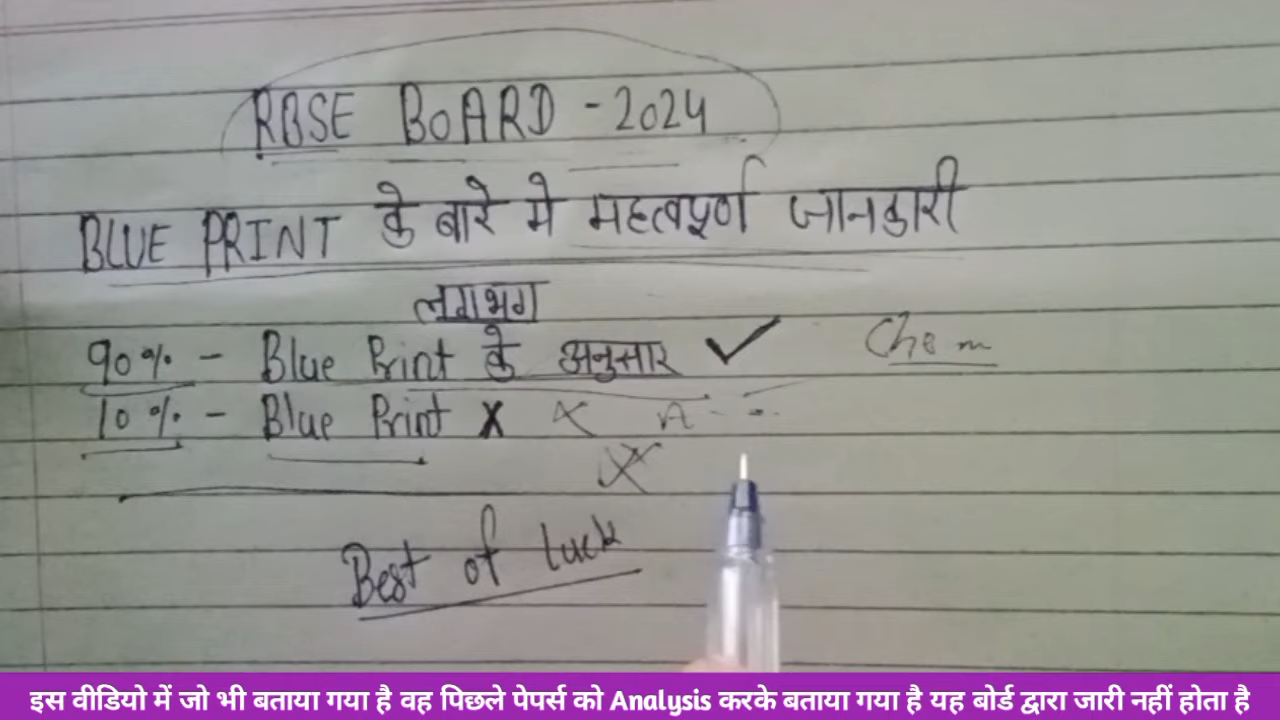 RBSE BOARD - 2024
BLUE PRINT के बारे मे महत्वपूर्ण जानकारी
लगभग
90% - Blue Print के अनुसार ✓ Chem
10% - Blue Print X X
X
Best of luck
इस वीडियो में जो भी बताया गया है वह पिछले पेपर्स को Analysis करके बताया गया है यह बोर्ड द्वारा जारी नहीं होता है